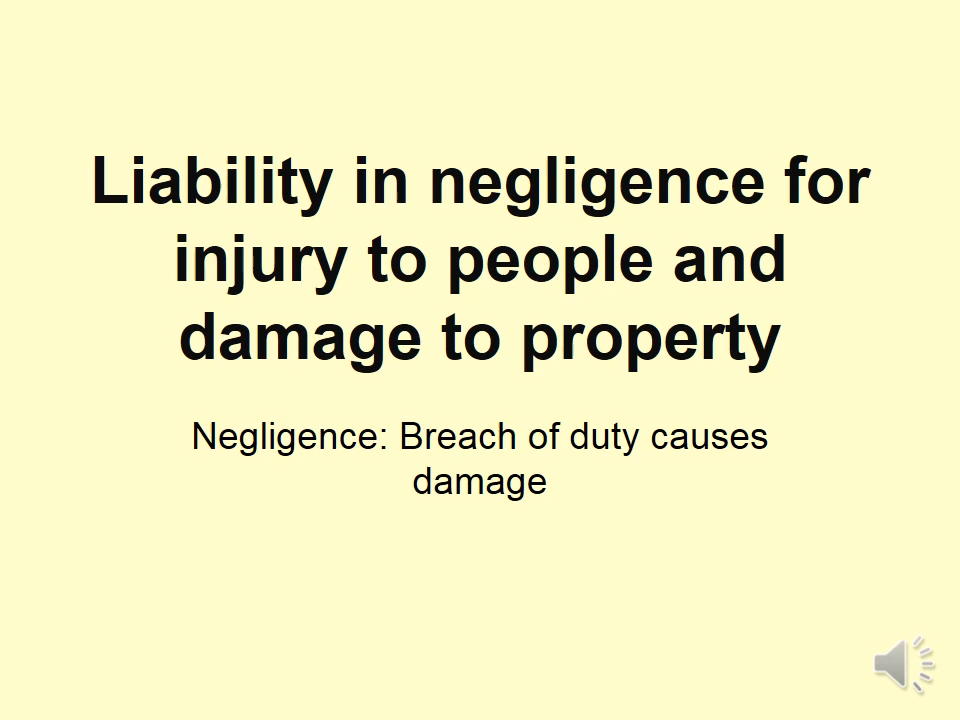 Liability in negligence for
injury to people and
damage to property
Negligence: Breach of duty causes
damage